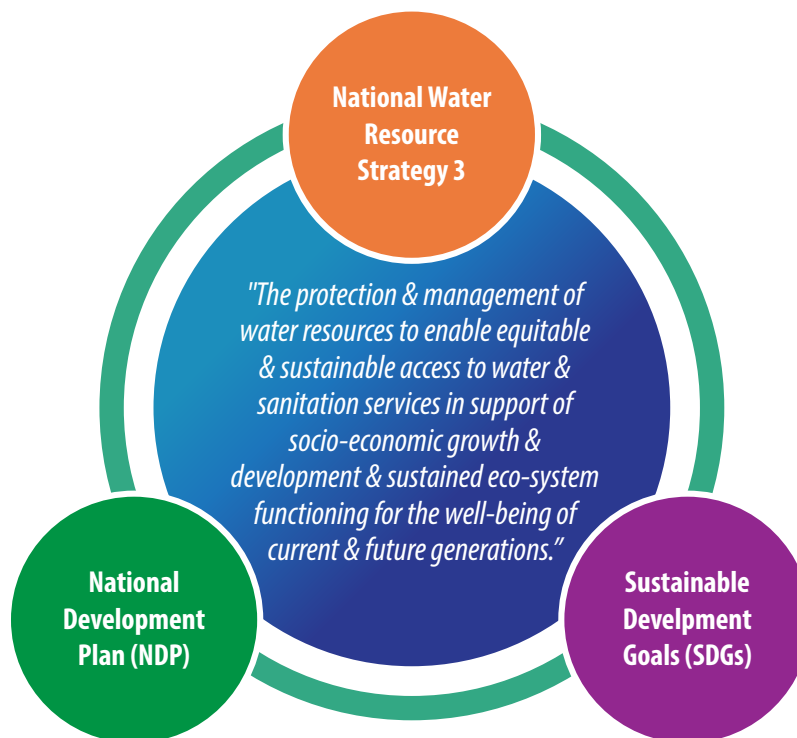 National Water
Resource
Strategy 3
"The protection & management of
water resources to enable equitable
& sustainable access to water &
sanitation services in support of
socio-economic growth &
development & sustained eco-system
functioning for the well-being of
current & future generations.”
National
Development
Plan (NDP)
Sustainable
Develpment
Goals (SDGs)